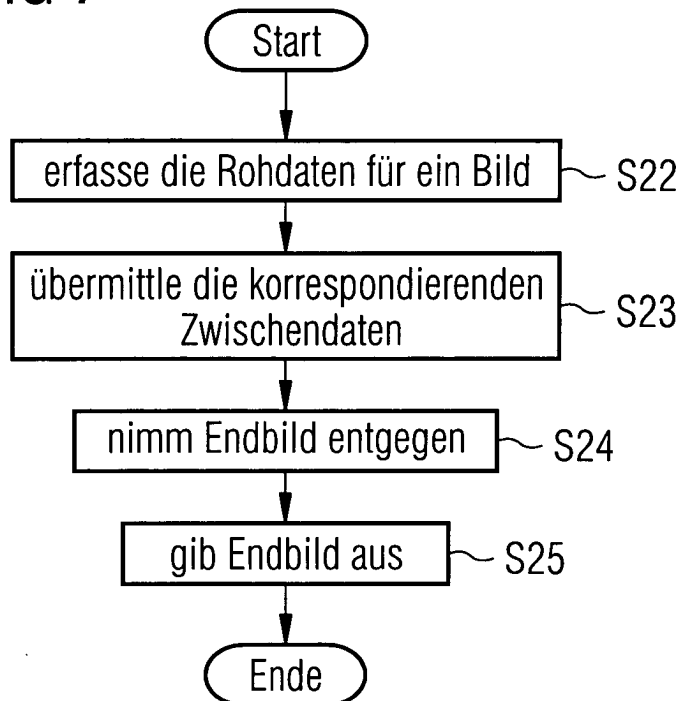 Start
erfasse die Rohdaten für ein Bild
S22
übermittle die korrespondierenden
Zwischendaten
S23
nimm Endbild entgegen
S24
gib Endbild aus
S25
Ende